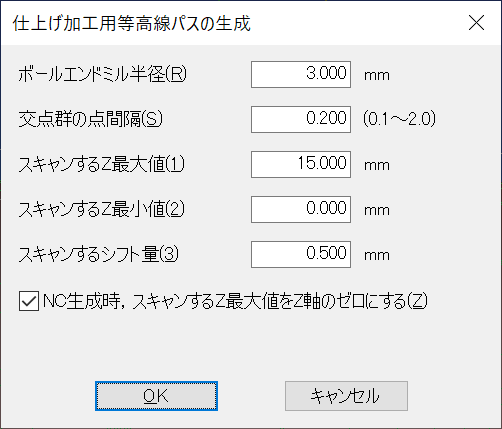 仕上げ加工用等高線パスの生成
ボールエンドミル半径(R) 3.000 mm
交点群の点間隔(S) 0.200 (0.1～2.0)
スキャンするZ最大値(1) 15.000 mm
スキャンするZ最小値(2) 0.000 mm
スキャンするシフト量(3) 0.500 mm
NC生成時，スキャンするZ最大値をZ軸のゼロにする(Z)
OK キャンセル